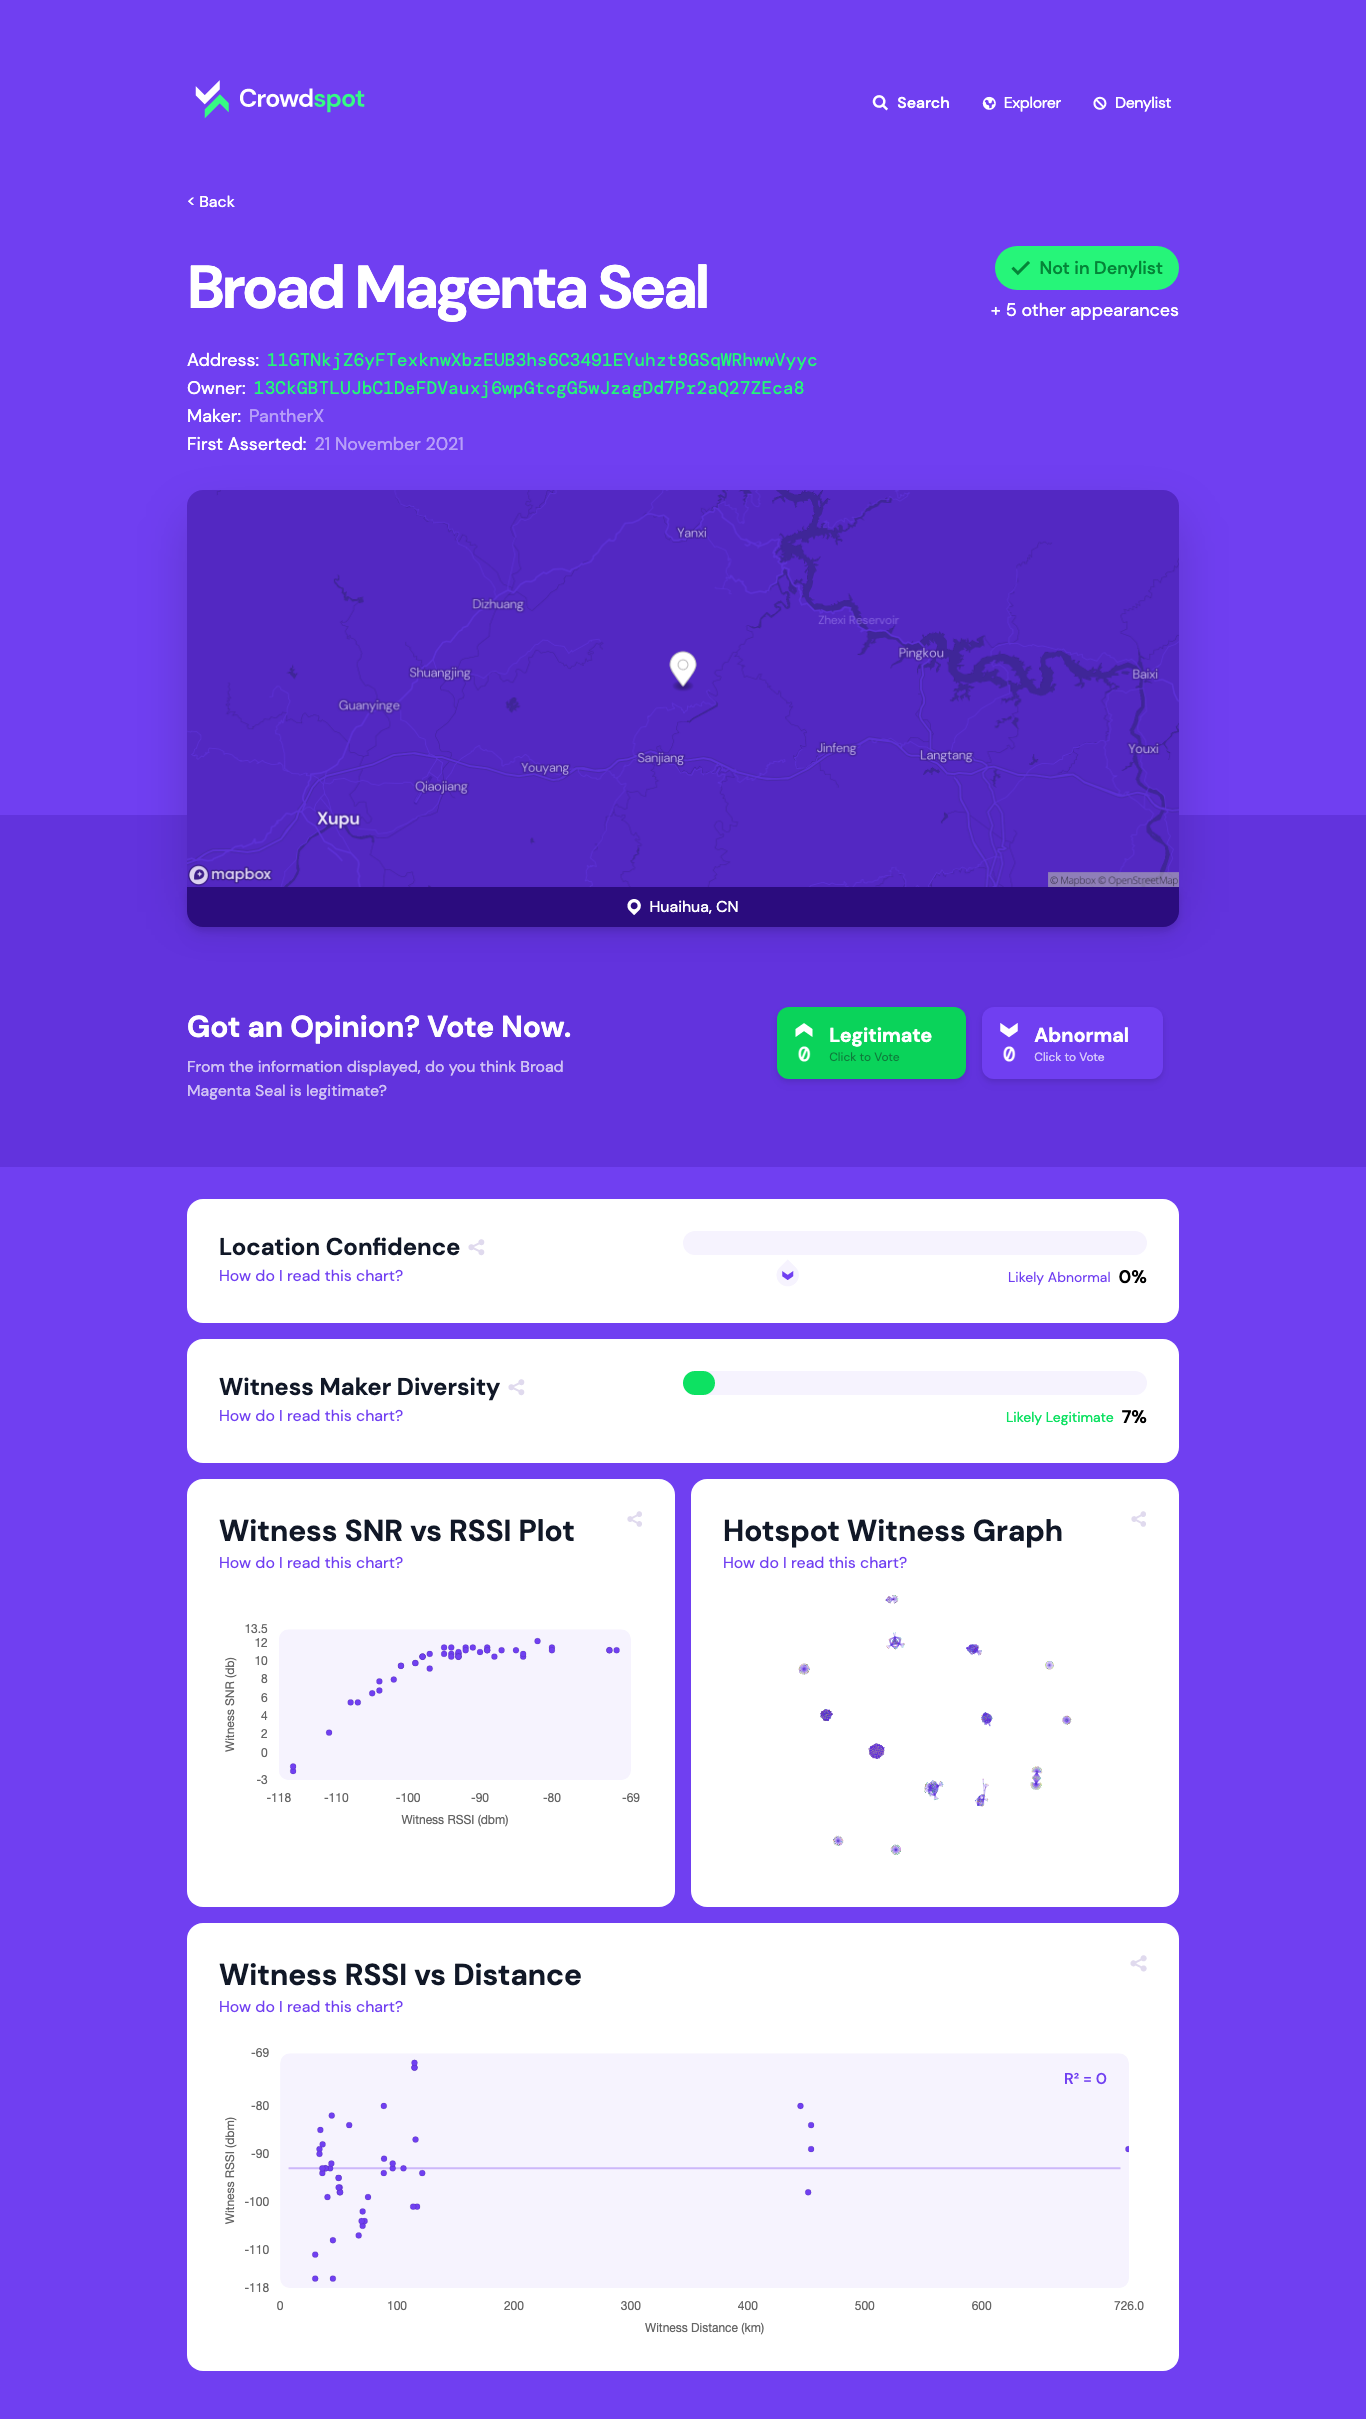 Crowdspot
Search
Explorer
Denylist
< Back
Broad Magenta Seal
Not in Denylist
+ 5 other appearances
Address: 11GTNkjZ6yFTexknwXbzEUB3hs6C3491EYuhzt8GSqWRhwwVyyc
Owner: 13CkGBTLUJbC1DeFDVauxj6wpGtcgG5wJzagDd7Pr2aQ27ZEca8
Maker: PantherX
First Asserted: 21 November 2021
Yanxi
Dizhuang
Zhexi Reservoir
Pingkou
Shuangjing
Baixi
Guanyinge
Jinfeng
Youxi
Sanjiang
Langtang
Youyang
Qiaojiang
Xupu
mapbox
© Mapbox © OpenStreetMap
Huaihua, CN
Got an Opinion? Vote Now.
From the information displayed, do you think Broad
Magenta Seal is legitimate?
Legitimate
0
Click to Vote
Abnormal
0
Click to Vote
Location Confidence
How do I read this chart?
Likely Abnormal 0%
Witness Maker Diversity
How do I read this chart?
Likely Legitimate 7%
Witness SNR vs RSSI Plot
How do I read this chart?
Witness SNR (db)
13.5
12
10
8
6
4
2
0
-3
-118 -110 -100 -90 -80 -69
Witness RSSI (dbm)
Hotspot Witness Graph
How do I read this chart?
Witness RSSI vs Distance
How do I read this chart?
Witness RSSI (dbm)
-69
-80
-90
-100
-110
-118
R² = 0
0 100 200 300 400 500 600 726.0
Witness Distance (km)